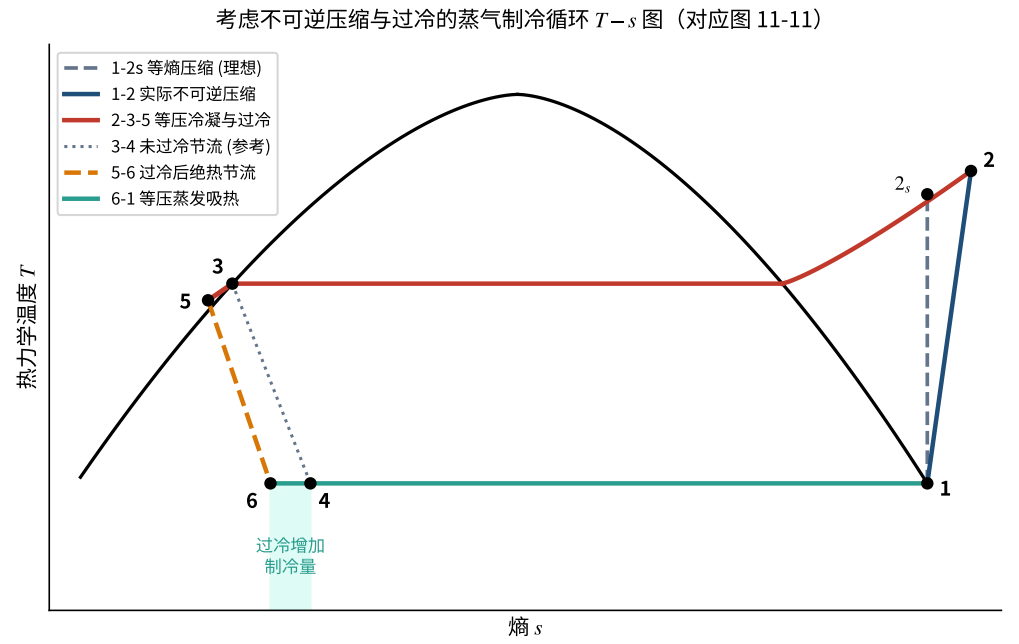 考虑不可逆压缩与过冷的蒸气制冷循环 T−s 图（对应图 11-11）
1-2s 等熵压缩 (理想)
1-2 实际不可逆压缩
2-3-5 等压冷凝与过冷
3-4 未过冷节流 (参考)
5-6 过冷后绝热节流
6-1 等压蒸发吸热
2
2s
3
5
6
4
1
过冷增加
制冷量
热力学温度 T
熵 s